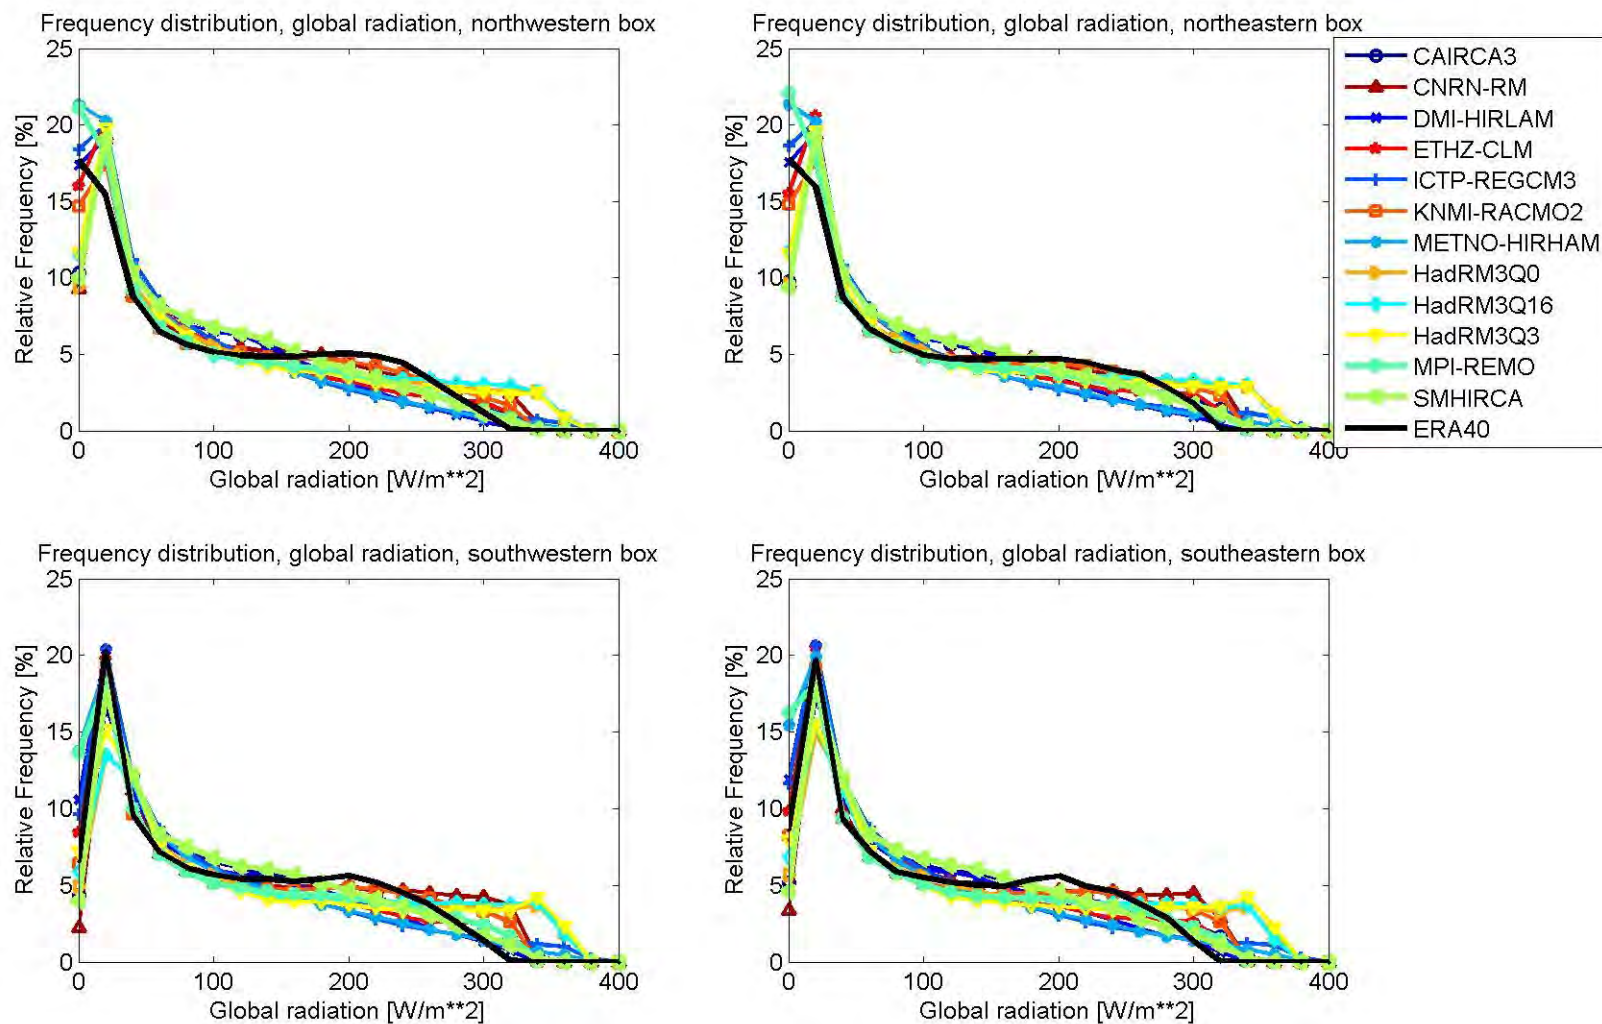 Frequency distribution, global radiation, northwestern box
25
20
15
10
5
0
0 100 200 300 400
Relative Frequency [%]
Global radiation [W/m**2]
Frequency distribution, global radiation, northeastern box
25
20
15
10
5
0
0 100 200 300 400
Relative Frequency [%]
Global radiation [W/m**2]
CAIRCA3
CNRN-RM
DMI-HIRLAM
ETHZ-CLM
ICTP-REGCM3
KNMI-RACMO2
METNO-HIRHAM
HadRM3Q0
HadRM3Q16
HadRM3Q3
MPI-REMO
SMHIRCA
ERA40
Frequency distribution, global radiation, southwestern box
25
20
15
10
5
0
0 100 200 300 400
Relative Frequency [%]
Global radiation [W/m**2]
Frequency distribution, global radiation, southeastern box
25
20
15
10
5
0
0 100 200 300 400
Relative Frequency [%]
Global radiation [W/m**2]